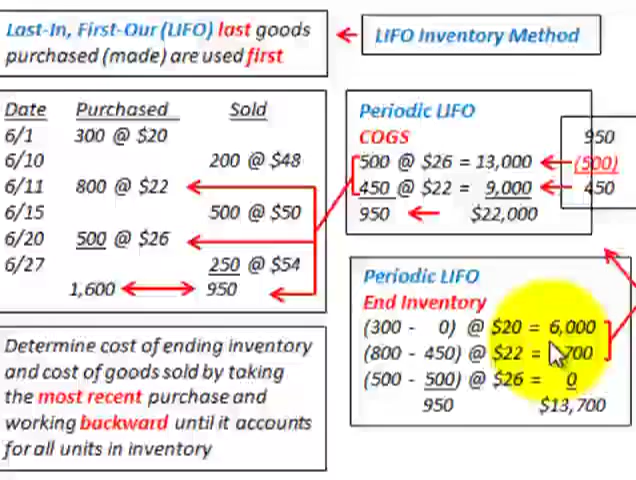 Last-In, First-Our (LIFO) last goods
purchased (made) are used first
LIFO Inventory Method
Date Purchased Sold
6/1 300 @ $20
6/10 200 @ $48
6/11 800 @ $22
6/15 500 @ $50
6/20 500 @ $26
6/27 250 @ $54
1,600 950
Periodic LIFO
COGS
500 @ $26 = 13,000
450 @ $22 = 9,000
950 $22,000
950
(500)
450
Periodic LIFO
End Inventory
(300 - 0) @ $20 = 6,000
(800 - 450) @ $22 = 700
(500 - 500) @ $26 = 0
950 $13,700
Determine cost of ending inventory
and cost of goods sold by taking
the most recent purchase and
working backward until it accounts
for all units in inventory